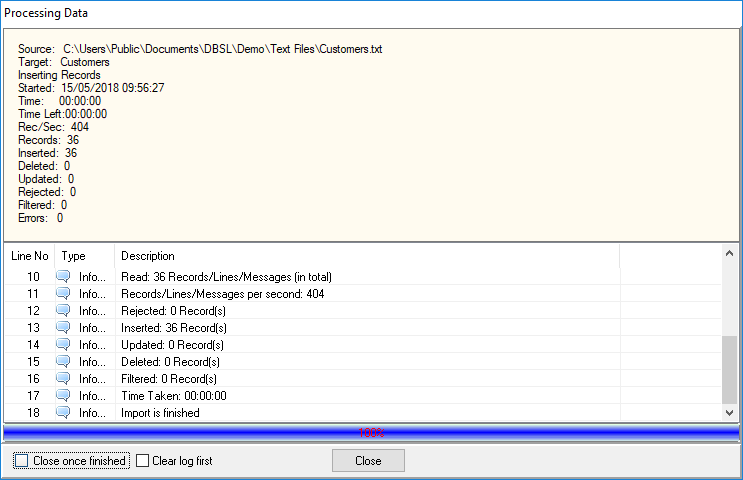 Processing Data
Source: C:\Users\Public\Documents\DBSL\Demo\Text Files\Customers.txt
Target: Customers
Inserting Records
Started: 15/05/2018 09:56:27
Time: 00:00:00
Time Left:00:00:00
Rec/Sec: 404
Records: 36
Inserted: 36
Deleted: 0
Updated: 0
Rejected: 0
Filtered: 0
Errors: 0
Line No Type Description
10 Info... Read: 36 Records/Lines/Messages (in total)
11 Info... Records/Lines/Messages per second: 404
12 Info... Rejected: 0 Record(s)
13 Info... Inserted: 36 Record(s)
14 Info... Updated: 0 Record(s)
15 Info... Deleted: 0 Record(s)
16 Info... Filtered: 0 Record(s)
17 Info... Time Taken: 00:00:00
18 Info... Import is finished
100%
Close once finished Clear log first Close